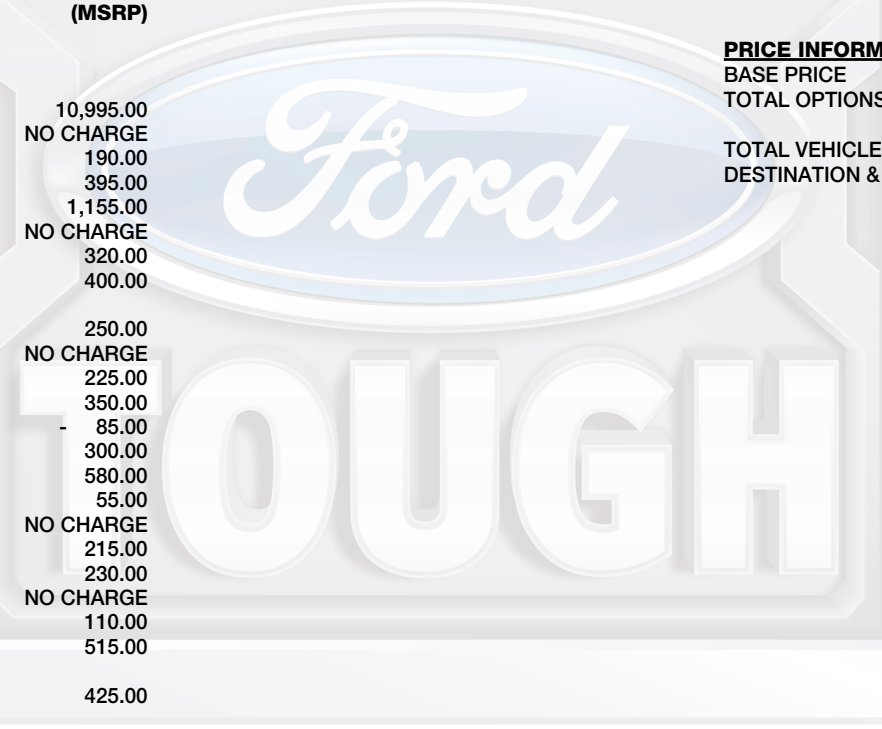 (MSRP)
10,995.00
NO CHARGE
190.00
395.00
1,155.00
NO CHARGE
320.00
400.00
250.00
NO CHARGE
225.00
350.00
- 85.00
300.00
580.00
55.00
NO CHARGE
215.00
230.00
NO CHARGE
110.00
515.00
425.00
PRICE INFORM
BASE PRICE
TOTAL OPTIONS
TOTAL VEHICLE
DESTINATION &
Ford
TOUGH